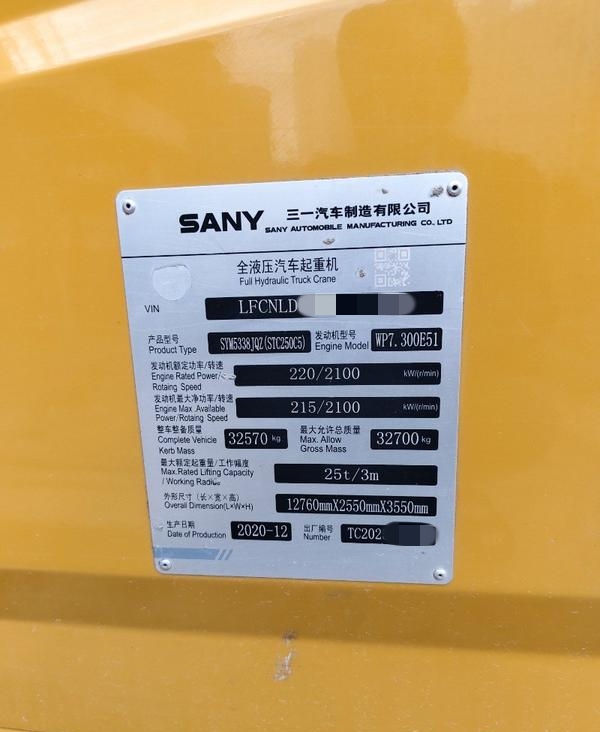 SANY 三一汽车制造有限公司
SANY AUTOMOBILE MANUFACTURING CO.,LTD
全液压汽车起重机
Full Hydraulic Truck Crane
VIN LFCNLD
产品型号 发动机型号
Product Type SYM5338JQZ(STC250C5) Engine Model WP7.300E51
发动机额定功率/转速
Engine Rated Power/ 220/2100 kW/(r/min)
Rotaing Speed
发动机最大净功率/转速
Engine Max .Available 215/2100 kW/(r/min)
Power/Rotaing Speed
整车整备质量 最大允许总质量
Complete Vehicle 32570 kg Max. Allow 32700 kg
Kerb Mass Gross Mass
最大额定起重量/工作幅度
Max.Rated Lifting Capacity 25t/3m
/ Working Radius
外形尺寸（长×宽×高）
Overall Dimension(L×W×H) 12760mmX2550mmX3550mm
生产日期 出厂编号
Date of Production 2020-12 Number TC202